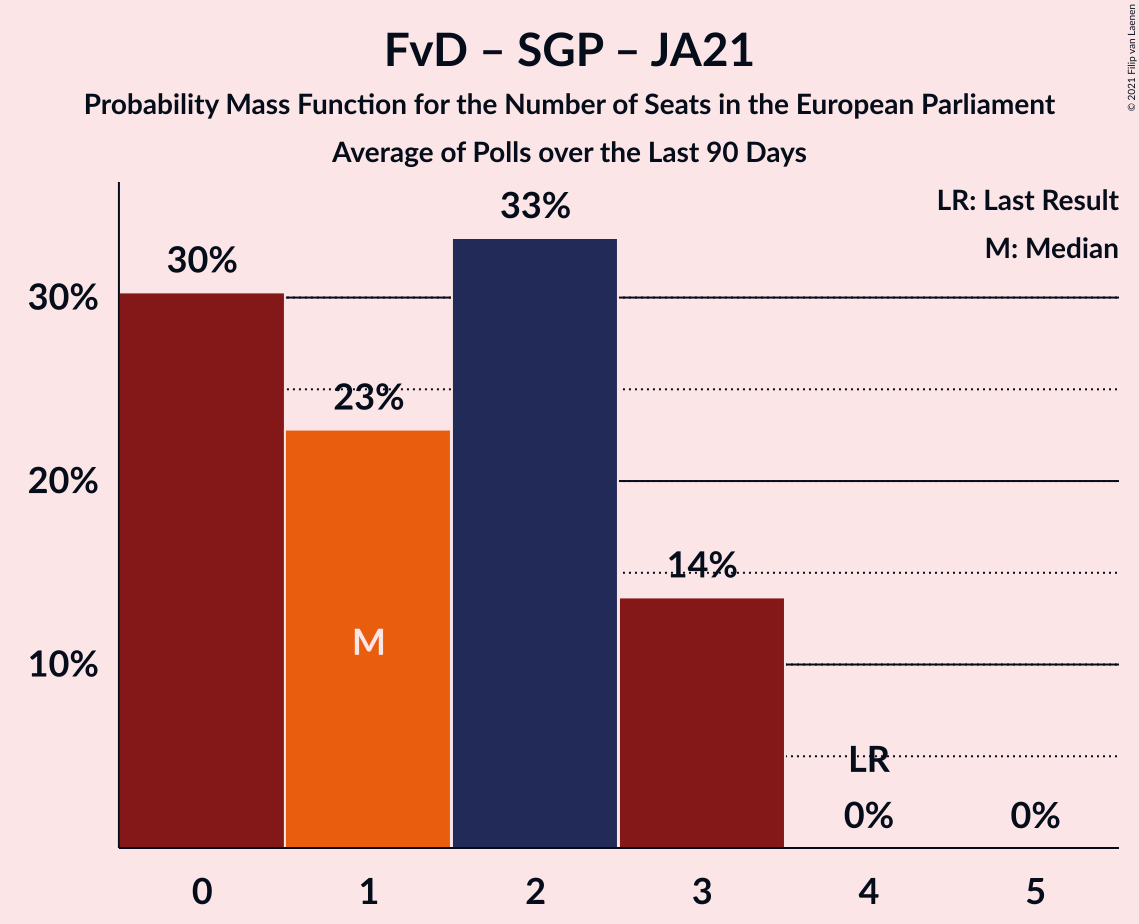 FvD – SGP – JA21
Probability Mass Function for the Number of Seats in the European Parliament
Average of Polls over the Last 90 Days
© 2021 Filip van Laenen
LR: Last Result
M: Median
30%
20%
10%
30%
23%
33%
14%
M
LR
0%
0%
0 1 2 3 4 5